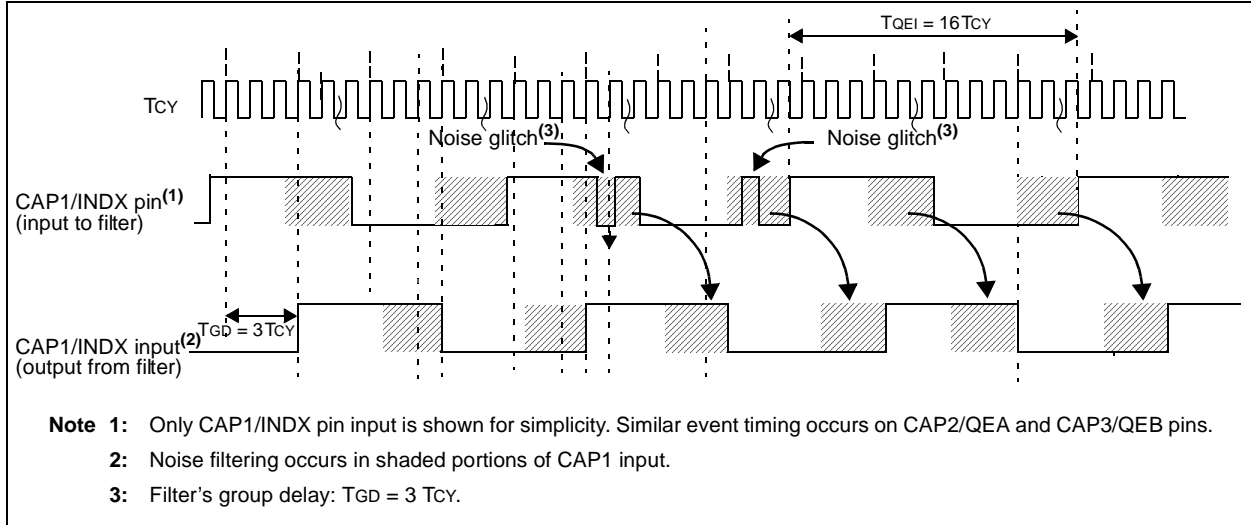 TQEI = 16TCY
TCY
Noise glitch(3)
Noise glitch(3)
CAP1/INDX pin(1)
(input to filter)
TGD = 3TCY
CAP1/INDX input(2)
(output from filter)
Note 1: Only CAP1/INDX pin input is shown for simplicity. Similar event timing occurs on CAP2/QEA and CAP3/QEB pins.
2: Noise filtering occurs in shaded portions of CAP1 input.
3: Filter's group delay: TGD = 3 TCY.